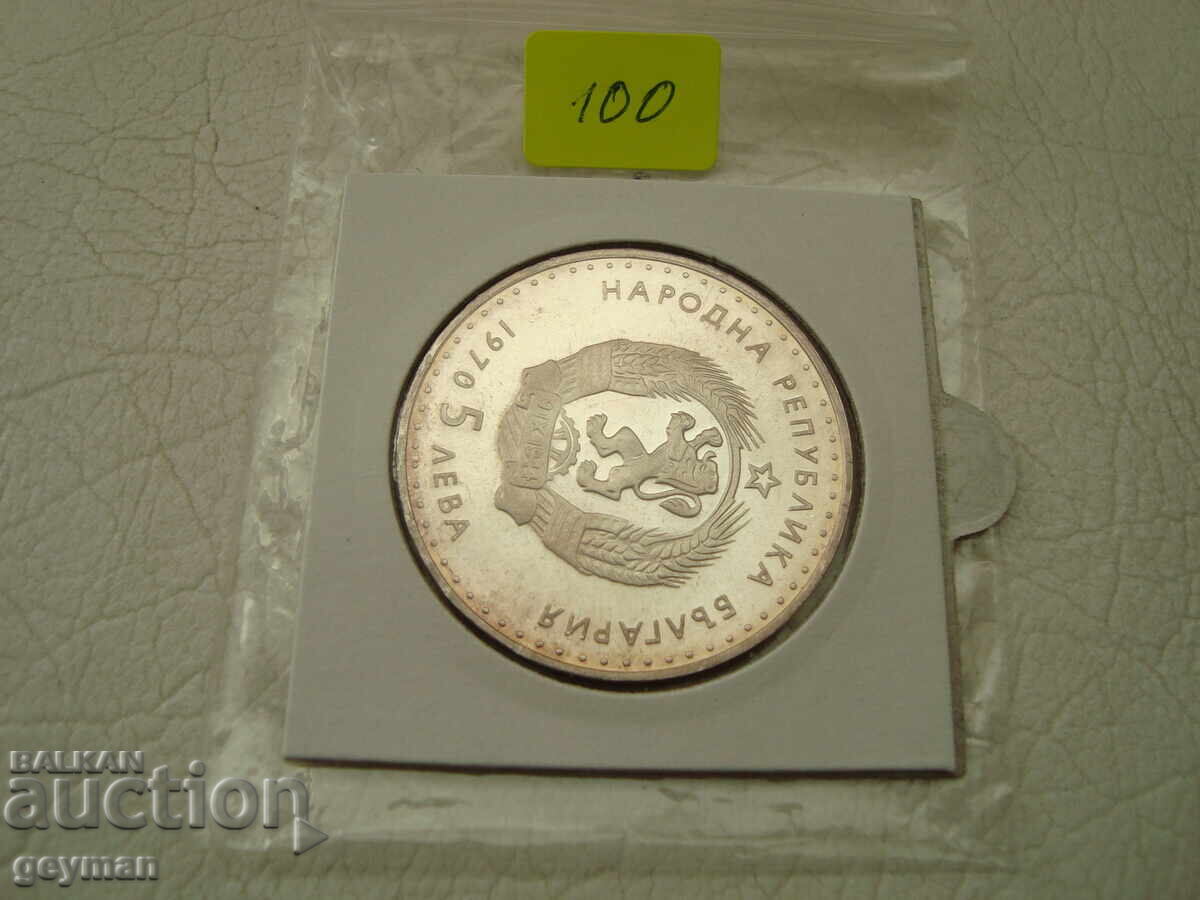 100
НАРОДНА РЕПУБЛИКА БЪЛГАРИЯ
1970
5 ЛЕВА
BALKAN
auction
geyman